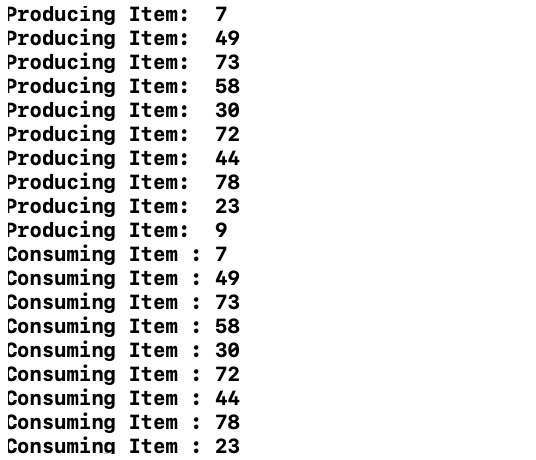 Producing Item:  7
Producing Item:  49
Producing Item:  73
Producing Item:  58
Producing Item:  30
Producing Item:  72
Producing Item:  44
Producing Item:  78
Producing Item:  23
Producing Item:  9
Consuming Item : 7
Consuming Item : 49
Consuming Item : 73
Consuming Item : 58
Consuming Item : 30
Consuming Item : 72
Consuming Item : 44
Consuming Item : 78
Consuming Item : 23